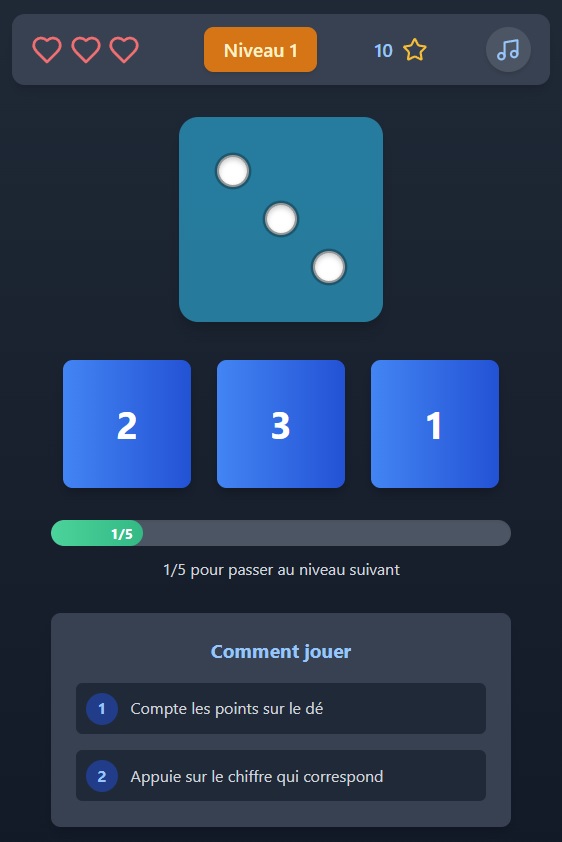 Niveau 1
10
2
3
1
1/5
1/5 pour passer au niveau suivant
Comment jouer
1 Compte les points sur le dé
2 Appuie sur le chiffre qui correspond